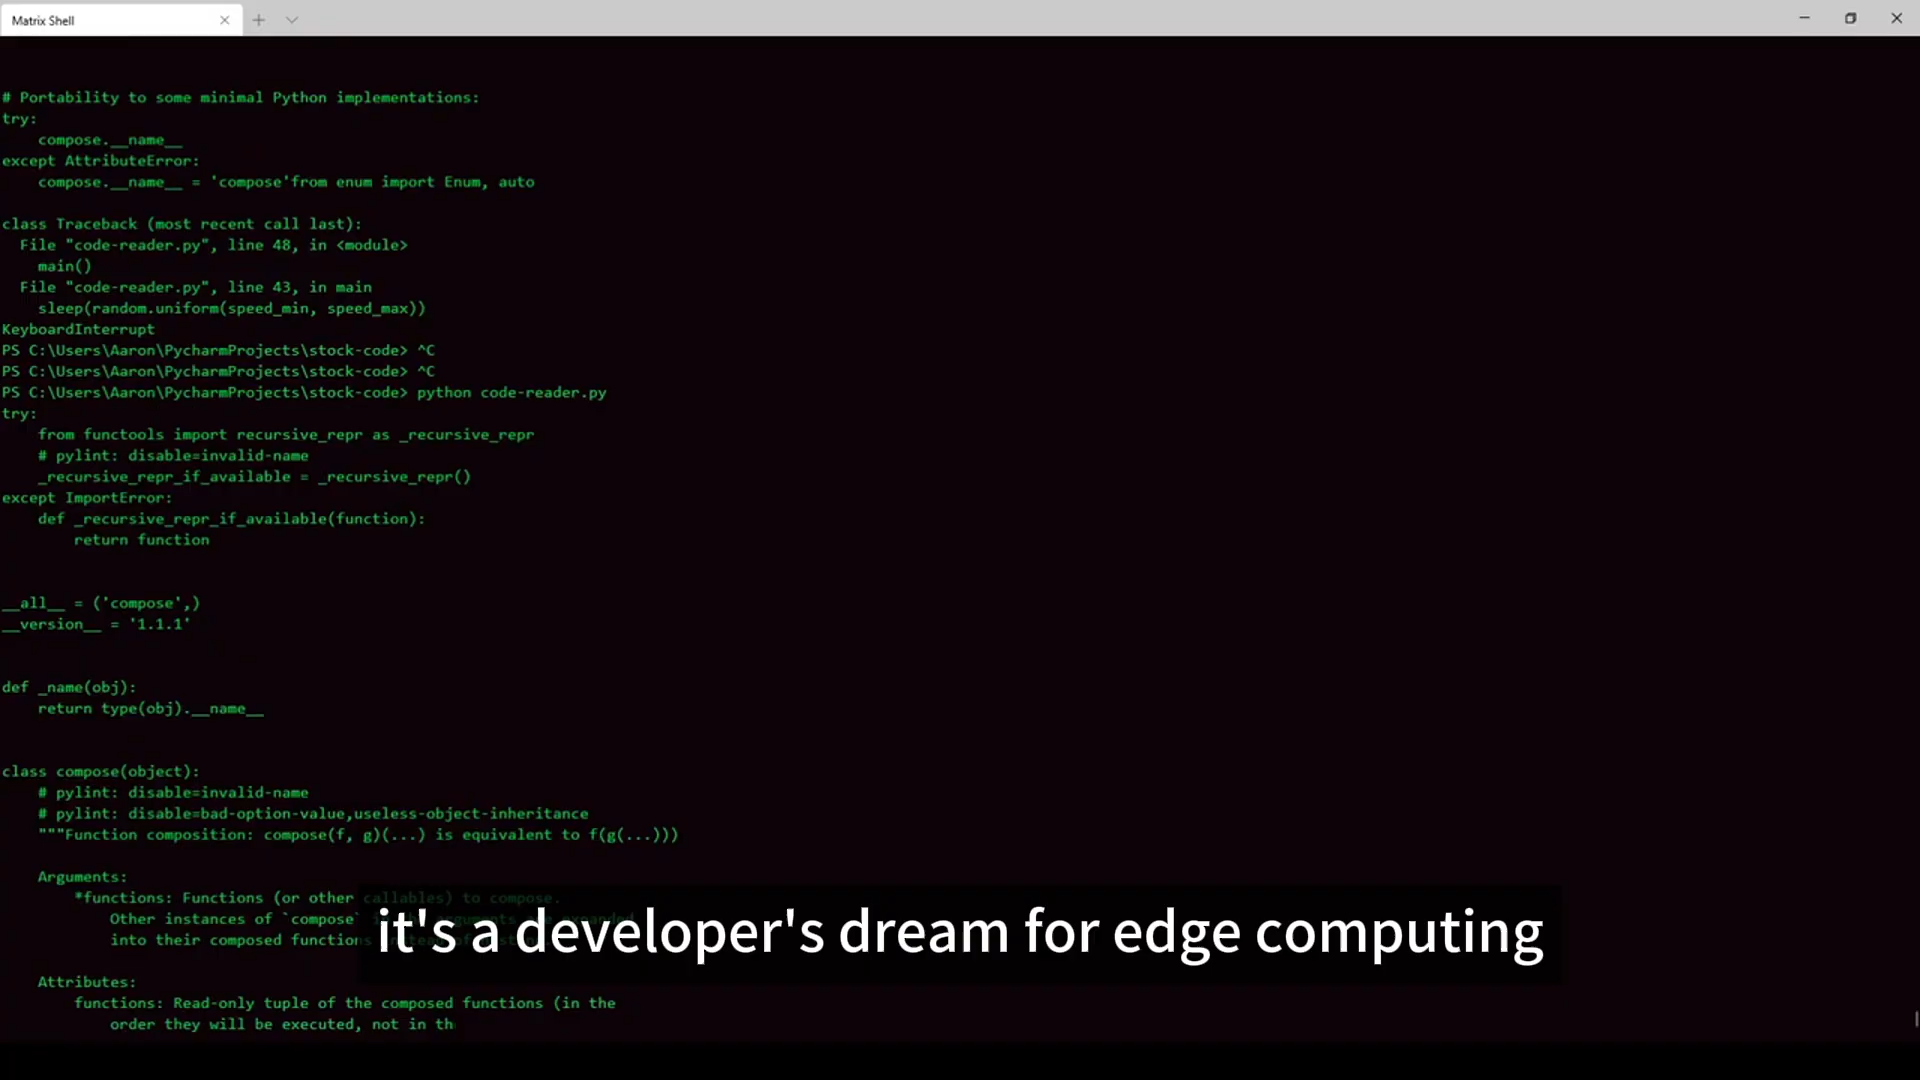 Matrix Shell
# Portability to some minimal Python implementations:
try:
    compose.__name__
except AttributeError:
    compose.__name__ = 'compose'from enum import Enum, auto
class Traceback (most recent call last):
  File "code-reader.py", line 48, in <module>
    main()
  File "code-reader.py", line 43, in main
    sleep(random.uniform(speed_min, speed_max))
KeyboardInterrupt
PS C:\Users\Aaron\PycharmProjects\stock-code> ^C
PS C:\Users\Aaron\PycharmProjects\stock-code> ^C
PS C:\Users\Aaron\PycharmProjects\stock-code> python code-reader.py
try:
    from functools import recursive_repr as _recursive_repr
    # pylint: disable=invalid-name
    _recursive_repr_if_available = _recursive_repr()
except ImportError:
    def _recursive_repr_if_available(function):
        return function
__all__ = ('compose',)
__version__ = '1.1.1'
def _name(obj):
    return type(obj).__name__
class compose(object):
    # pylint: disable=invalid-name
    # pylint: disable=bad-option-value,useless-object-inheritance
    """Function composition: compose(f, g)(...) is equivalent to f(g(...)))
    Arguments:
        *functions: Functions (or other callables) to compose.
            Other instances of `compose`
            into their composed functions
    Attributes:
        functions: Read-only tuple of the composed functions (in the
            order they will be executed, not in th
it's a developer's dream for edge computing